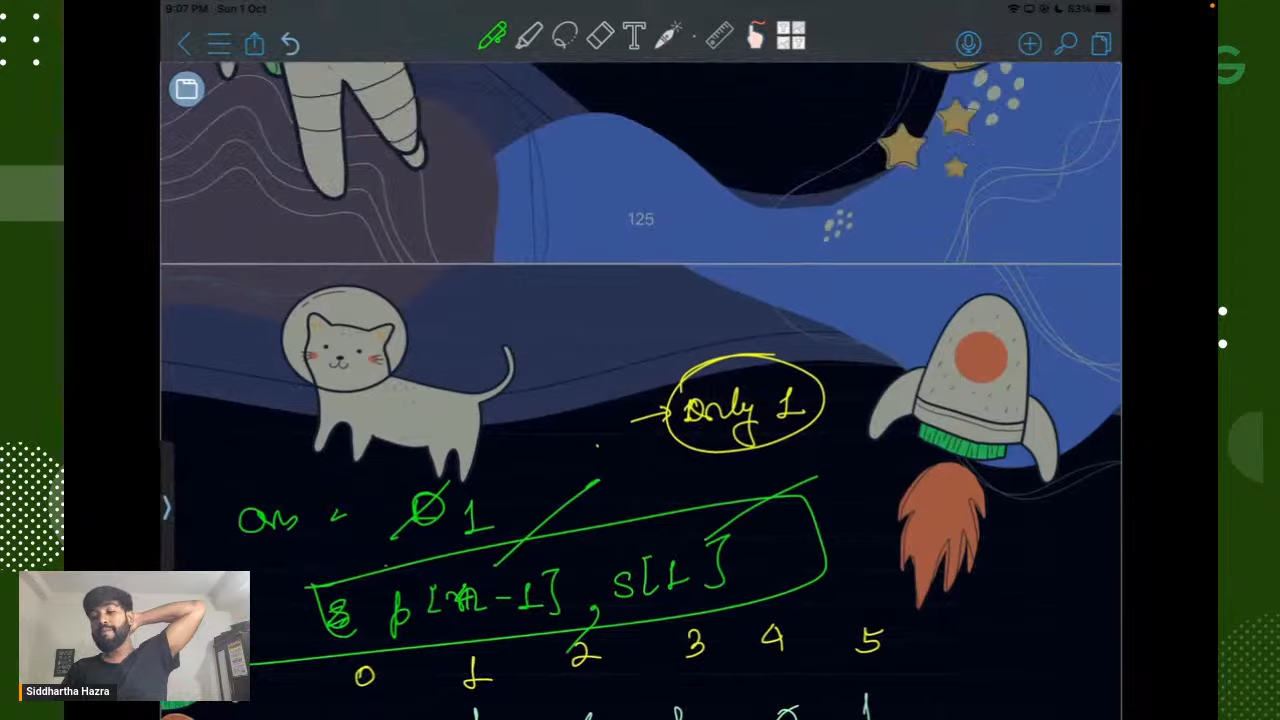 9:07 PM Sun 1 Oct
83%
125
Only 1
ans = 0 1
p[n-1], S[1]
0 1 2 3 4 5
Siddhartha Hazra